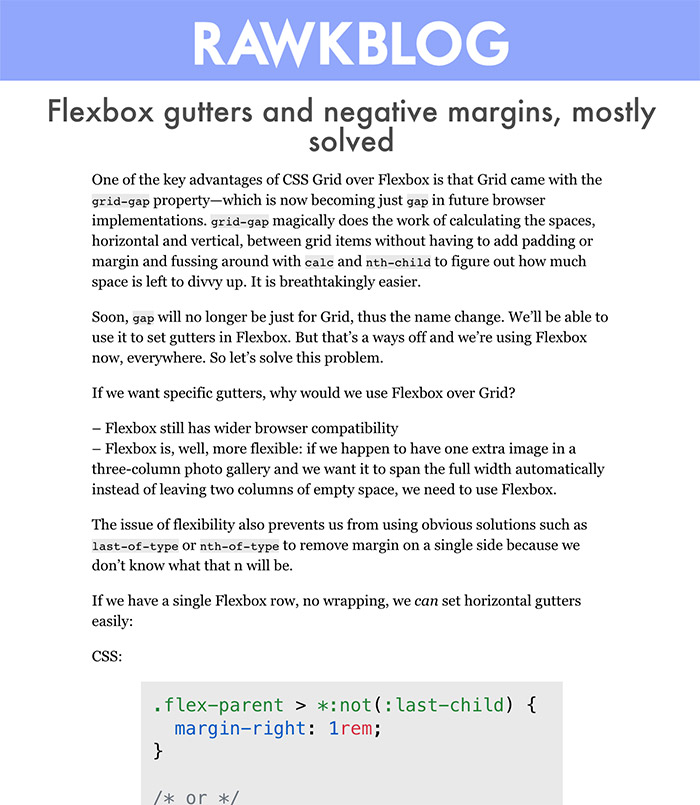 RAWKBLOG
Flexbox gutters and negative margins, mostly
solved
One of the key advantages of CSS Grid over Flexbox is that Grid came with the
grid-gap property—which is now becoming just gap in future browser
implementations. grid-gap magically does the work of calculating the spaces,
horizontal and vertical, between grid items without having to add padding or
margin and fussing around with calc and nth-child to figure out how much
space is left to divvy up. It is breathtakingly easier.
Soon, gap will no longer be just for Grid, thus the name change. We’ll be able to
use it to set gutters in Flexbox. But that’s a ways off and we’re using Flexbox
now, everywhere. So let’s solve this problem.
If we want specific gutters, why would we use Flexbox over Grid?
– Flexbox still has wider browser compatibility
– Flexbox is, well, more flexible: if we happen to have one extra image in a
three-column photo gallery and we want it to span the full width automatically
instead of leaving two columns of empty space, we need to use Flexbox.
The issue of flexibility also prevents us from using obvious solutions such as
last-of-type or nth-of-type to remove margin on a single side because we
don’t know what that n will be.
If we have a single Flexbox row, no wrapping, we can set horizontal gutters
easily:
CSS:
.flex-parent > *:not(:last-child) {
  margin-right: 1rem;
}
/* or */